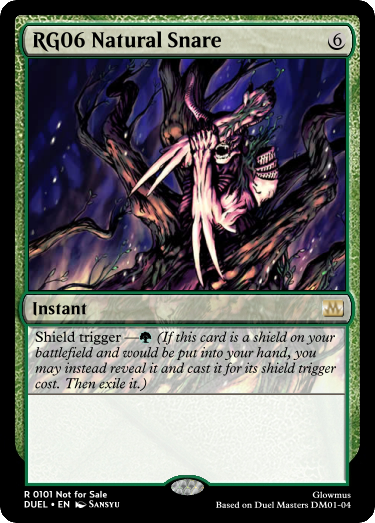 RG06 Natural Snare 6
Instant
Shield trigger — (If this card is a shield on your
battlefield and would be put into your hand, you
may instead reveal it and cast it for its shield trigger
cost. Then exile it.)
R 0101 Not for Sale
Glowmus
DUEL • EN Sansyu
Based on Duel Masters DM01-04